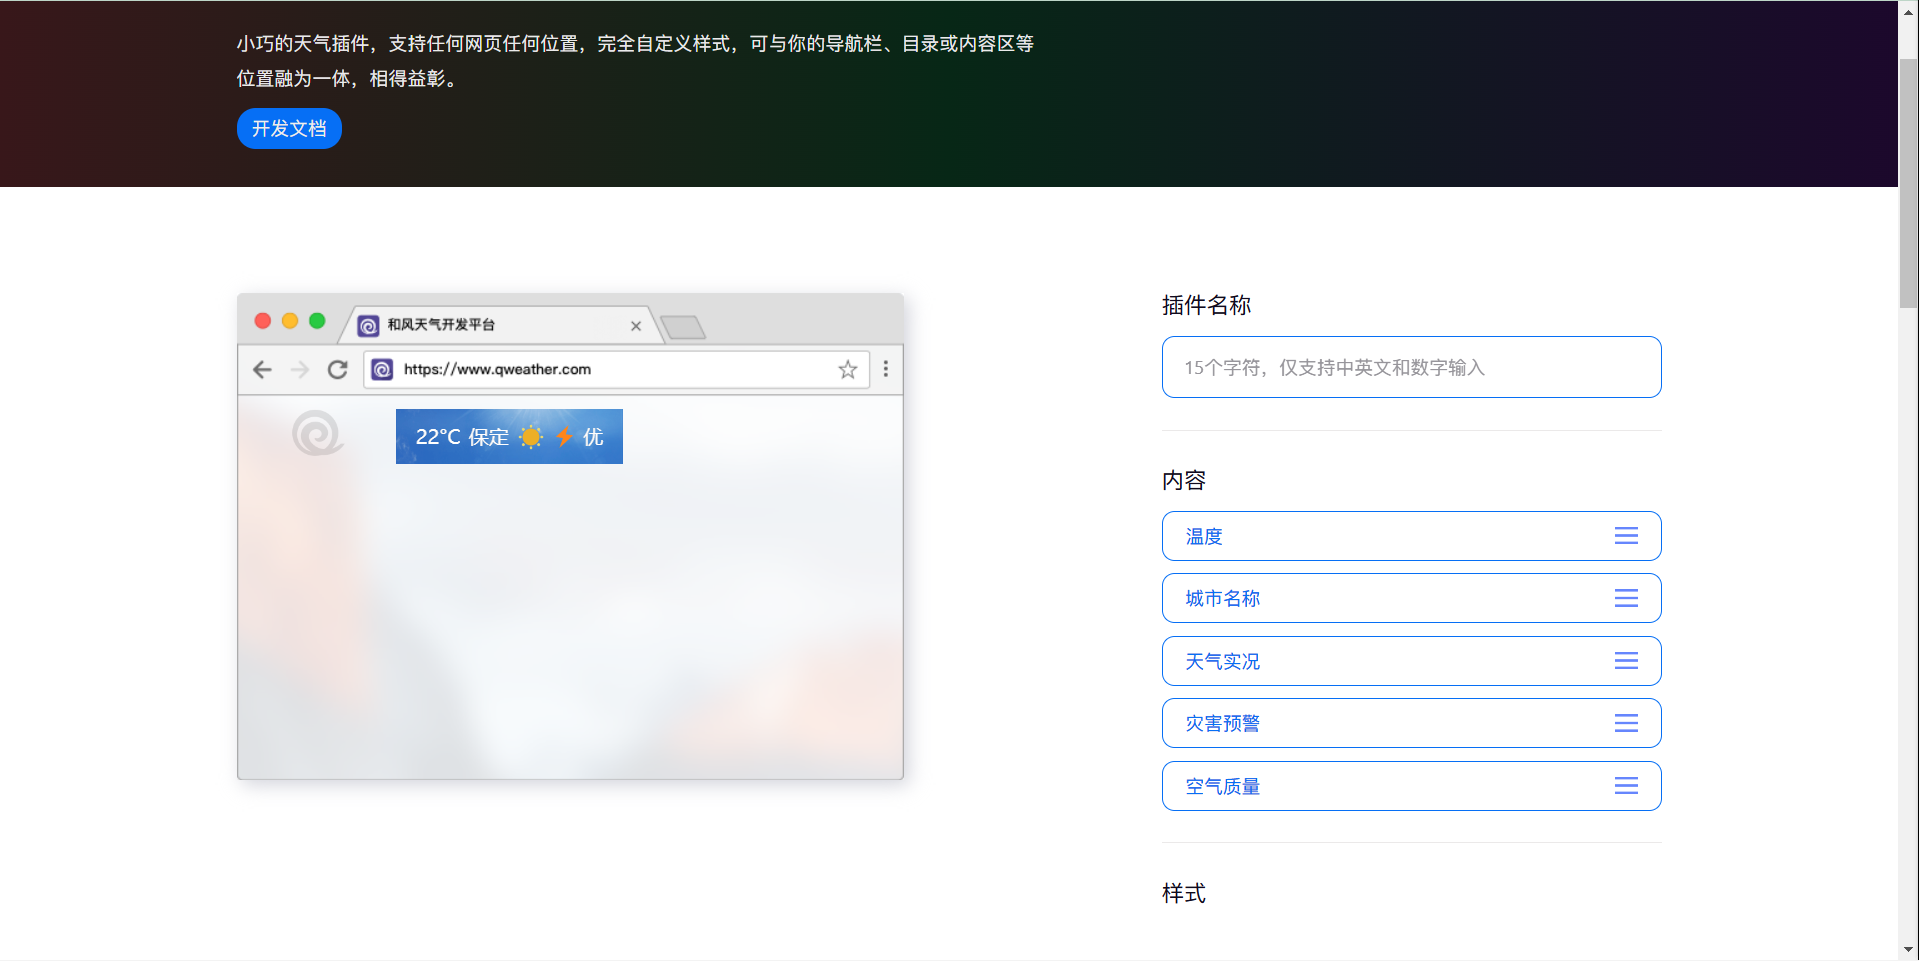 小巧的天气插件，支持任何网页任何位置，完全自定义样式，可与你的导航栏、目录或内容区等
位置融为一体，相得益彰。
开发文档
和风天气开发平台
https://www.qweather.com
22°C 保定 优
插件名称
15个字符，仅支持中英文和数字输入
内容
温度
城市名称
天气实况
灾害预警
空气质量
样式